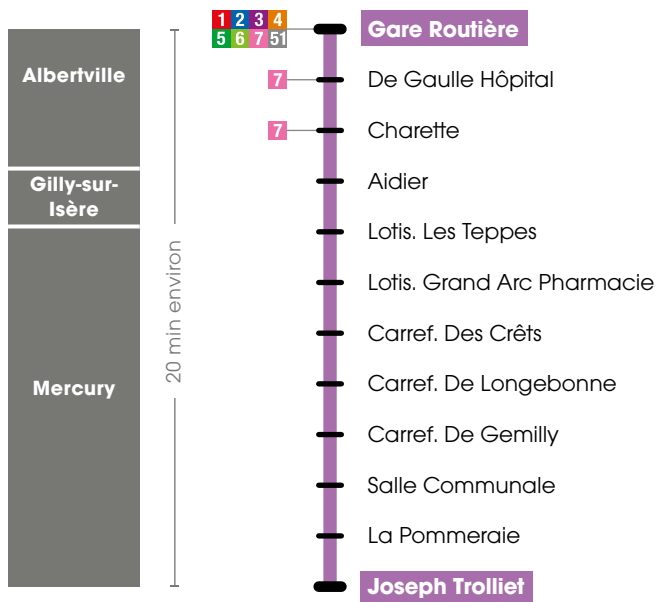 1 2 3 4
5 6 7 51
Gare Routière
Albertville
7 De Gaulle Hôpital
7 Charette
Gilly-sur-
Isère
Aidier
Lotis. Les Teppes
20 min environ
Lotis. Grand Arc Pharmacie
Carref. Des Crêts
Mercury
Carref. De Longebonne
Carref. De Gemilly
Salle Communale
La Pommeraie
Joseph Trolliet